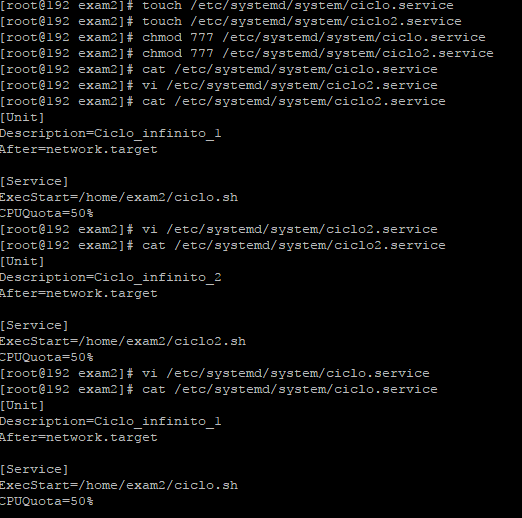 [root@192 exam2]# touch /etc/systemd/system/ciclo.service
[root@192 exam2]# touch /etc/systemd/system/ciclo2.service
[root@192 exam2]# chmod 777 /etc/systemd/system/ciclo.service
[root@192 exam2]# chmod 777 /etc/systemd/system/ciclo2.service
[root@192 exam2]# cat /etc/systemd/system/ciclo.service
[root@192 exam2]# vi /etc/systemd/system/ciclo2.service
[root@192 exam2]# cat /etc/systemd/system/ciclo2.service
[Unit]
Description=Ciclo_infinito_1
After=network.target

[Service]
ExecStart=/home/exam2/ciclo.sh
CPUQuota=50%
[root@192 exam2]# vi /etc/systemd/system/ciclo2.service
[root@192 exam2]# cat /etc/systemd/system/ciclo2.service
[Unit]
Description=Ciclo_infinito_2
After=network.target

[Service]
ExecStart=/home/exam2/ciclo2.sh
CPUQuota=50%
[root@192 exam2]# vi /etc/systemd/system/ciclo.service
[root@192 exam2]# cat /etc/systemd/system/ciclo.service
[Unit]
Description=Ciclo_infinito_1
After=network.target

[Service]
ExecStart=/home/exam2/ciclo.sh
CPUQuota=50%